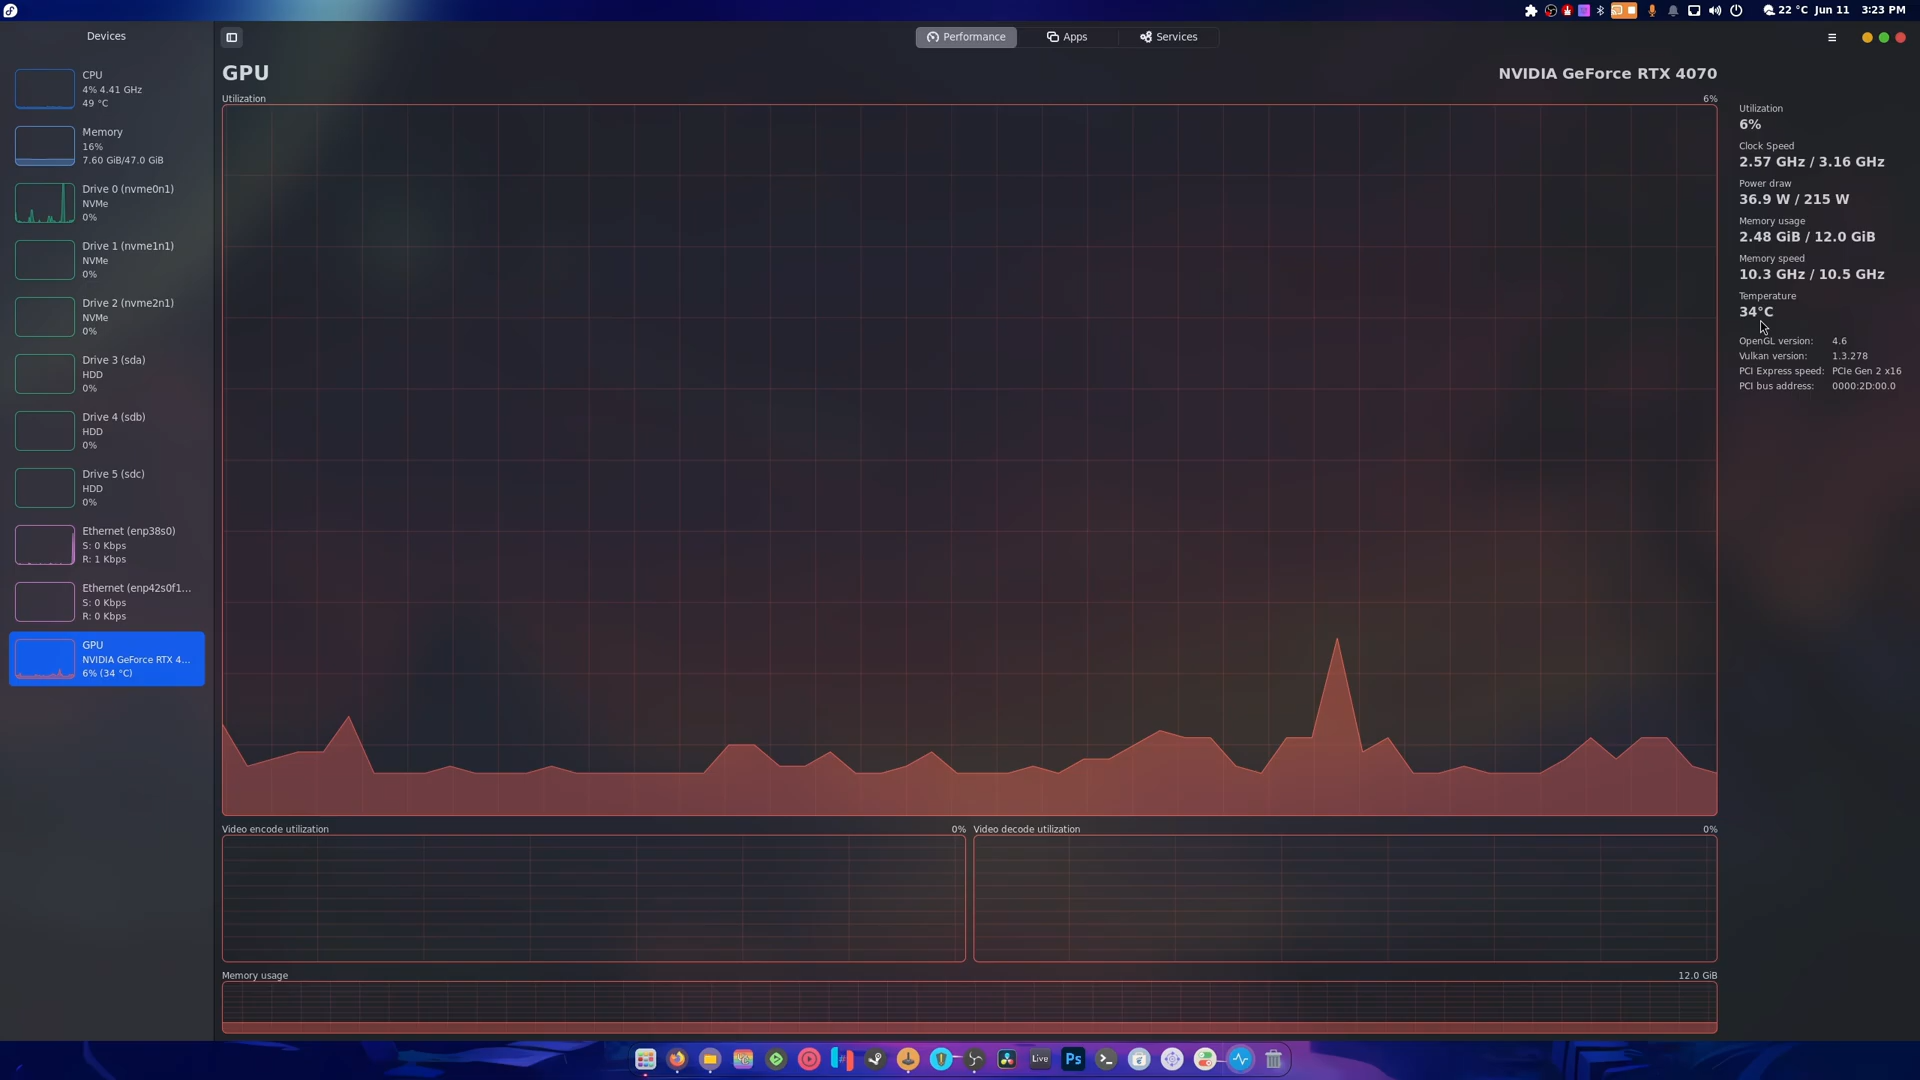 22 °C Jun 11 3:23 PM
Devices
Performance
Apps
Services
CPU
4% 4.41 GHz
49 °C
Memory
16%
7.60 GiB/47.0 GiB
Drive 0 (nvme0n1)
NVMe
0%
Drive 1 (nvme1n1)
NVMe
0%
Drive 2 (nvme2n1)
NVMe
0%
Drive 3 (sda)
HDD
0%
Drive 4 (sdb)
HDD
0%
Drive 5 (sdc)
HDD
0%
Ethernet (enp38s0)
S: 0 Kbps
R: 1 Kbps
Ethernet (enp42s0f1...
S: 0 Kbps
R: 0 Kbps
GPU
NVIDIA GeForce RTX 4...
6% (34 °C)
GPU
NVIDIA GeForce RTX 4070
Utilization
6%
Video encode utilization
0%
Video decode utilization
0%
Memory usage
12.0 GiB
Utilization
6%
Clock Speed
2.57 GHz / 3.16 GHz
Power draw
36.9 W / 215 W
Memory usage
2.48 GiB / 12.0 GiB
Memory speed
10.3 GHz / 10.5 GHz
Temperature
34°C
OpenGL version: 4.6
Vulkan version: 1.3.278
PCI Express speed: PCIe Gen 2 x16
PCI bus address: 0000:2D:00.0
Live
Ps